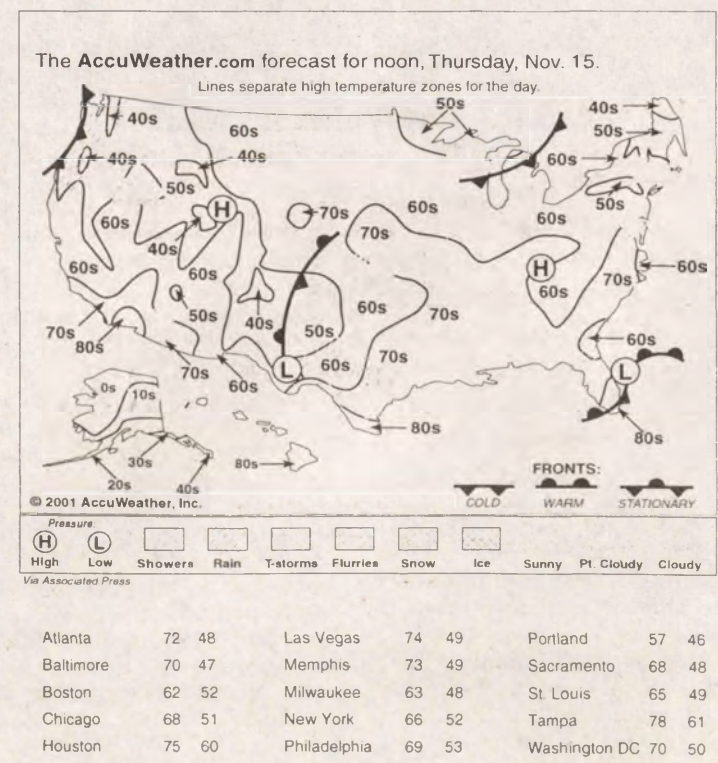 The AccuWeather.com forecast for noon, Thursday, Nov. 15.
Lines separate high temperature zones for the day.
40s
60s
50s
40s
50s
40s
40s
60s
60s
50s
50s
60s
H
70s
60s
60s
40s
70s
60s
60s
60s
H
60s
70s
60s
50s
40s
50s
60s
70s
70s
80s
60s
70s
60s
L
60s
70s
L
0s
10s
80s
80s
30s
20s
40s
80s
FRONTS:
© 2001 AccuWeather, Inc.
COLD WARM STATIONARY
Pressure:
H L
High Low Showers Rain T-storms Flurries Snow Ice Sunny Pt. Cloudy Cloudy
Via Associated Press
Atlanta 72 48 Las Vegas 74 49 Portland 57 46
Baltimore 70 47 Memphis 73 49 Sacramento 68 48
Boston 62 52 Milwaukee 63 48 St. Louis 65 49
Chicago 68 51 New York 66 52 Tampa 78 61
Houston 75 60 Philadelphia 69 53 Washington DC 70 50